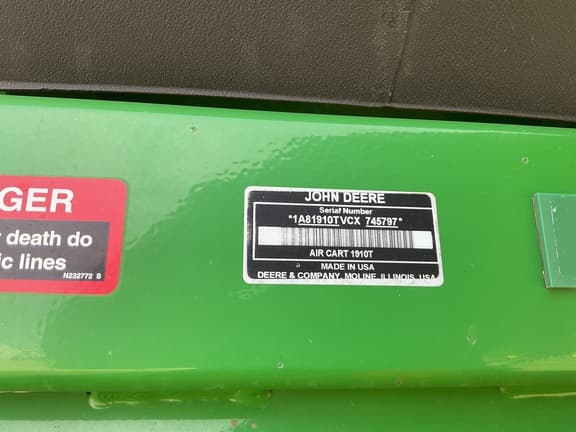 GER
death do
ic lines
N232772 S
JOHN DEERE
Serial Number
*1A81910TVCX 745797*
AIR CART 1910T
MADE IN USA
DEERE & COMPANY, MOLINE, ILLINOIS, USA